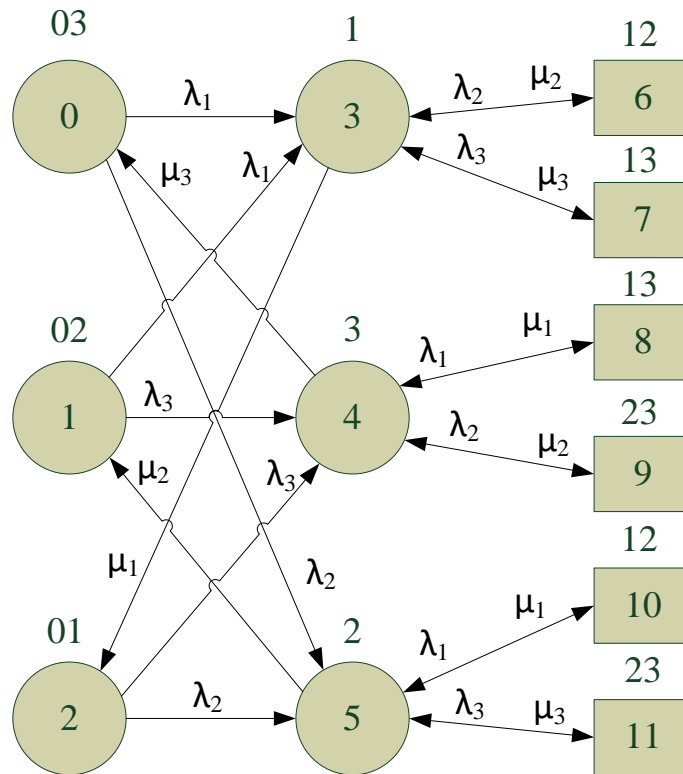 03 1 12
0 λ₁ 3 λ₂ μ₂ 6
μ₃ λ₁ λ₃ μ₃ 13
7
13
02 3 λ₁ μ₁ 8
1 λ₃ 4 λ₂ μ₂ 23
9
μ₂ λ₃
12
μ₁ λ₂ μ₁ 10
01 2 λ₁
23
2 λ₂ 5 λ₃ μ₃ 11